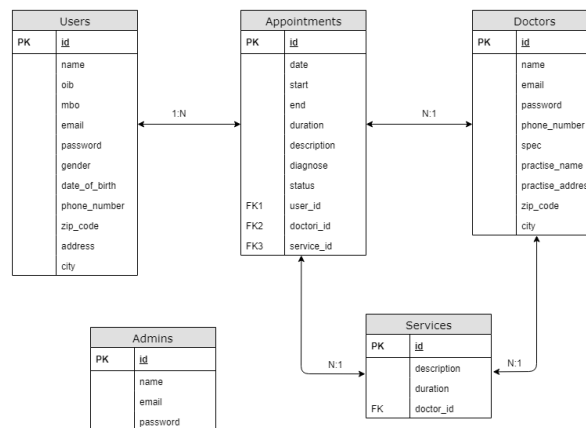 Users
PK id
name
oib
mbo
email
password
gender
date_of_birth
phone_number
zip_code
address
city
1:N
Appointments
PK id
date
start
end
duration
description
diagnose
status
FK1 user_id
FK2 doctori_id
FK3 service_id
N:1
Doctors
PK id
name
email
password
phone_number
spec
practise_name
practise_addres
zip_code
city
N:1
N:1
Services
PK id
description
duration
FK doctor_id
Admins
PK id
name
email
password